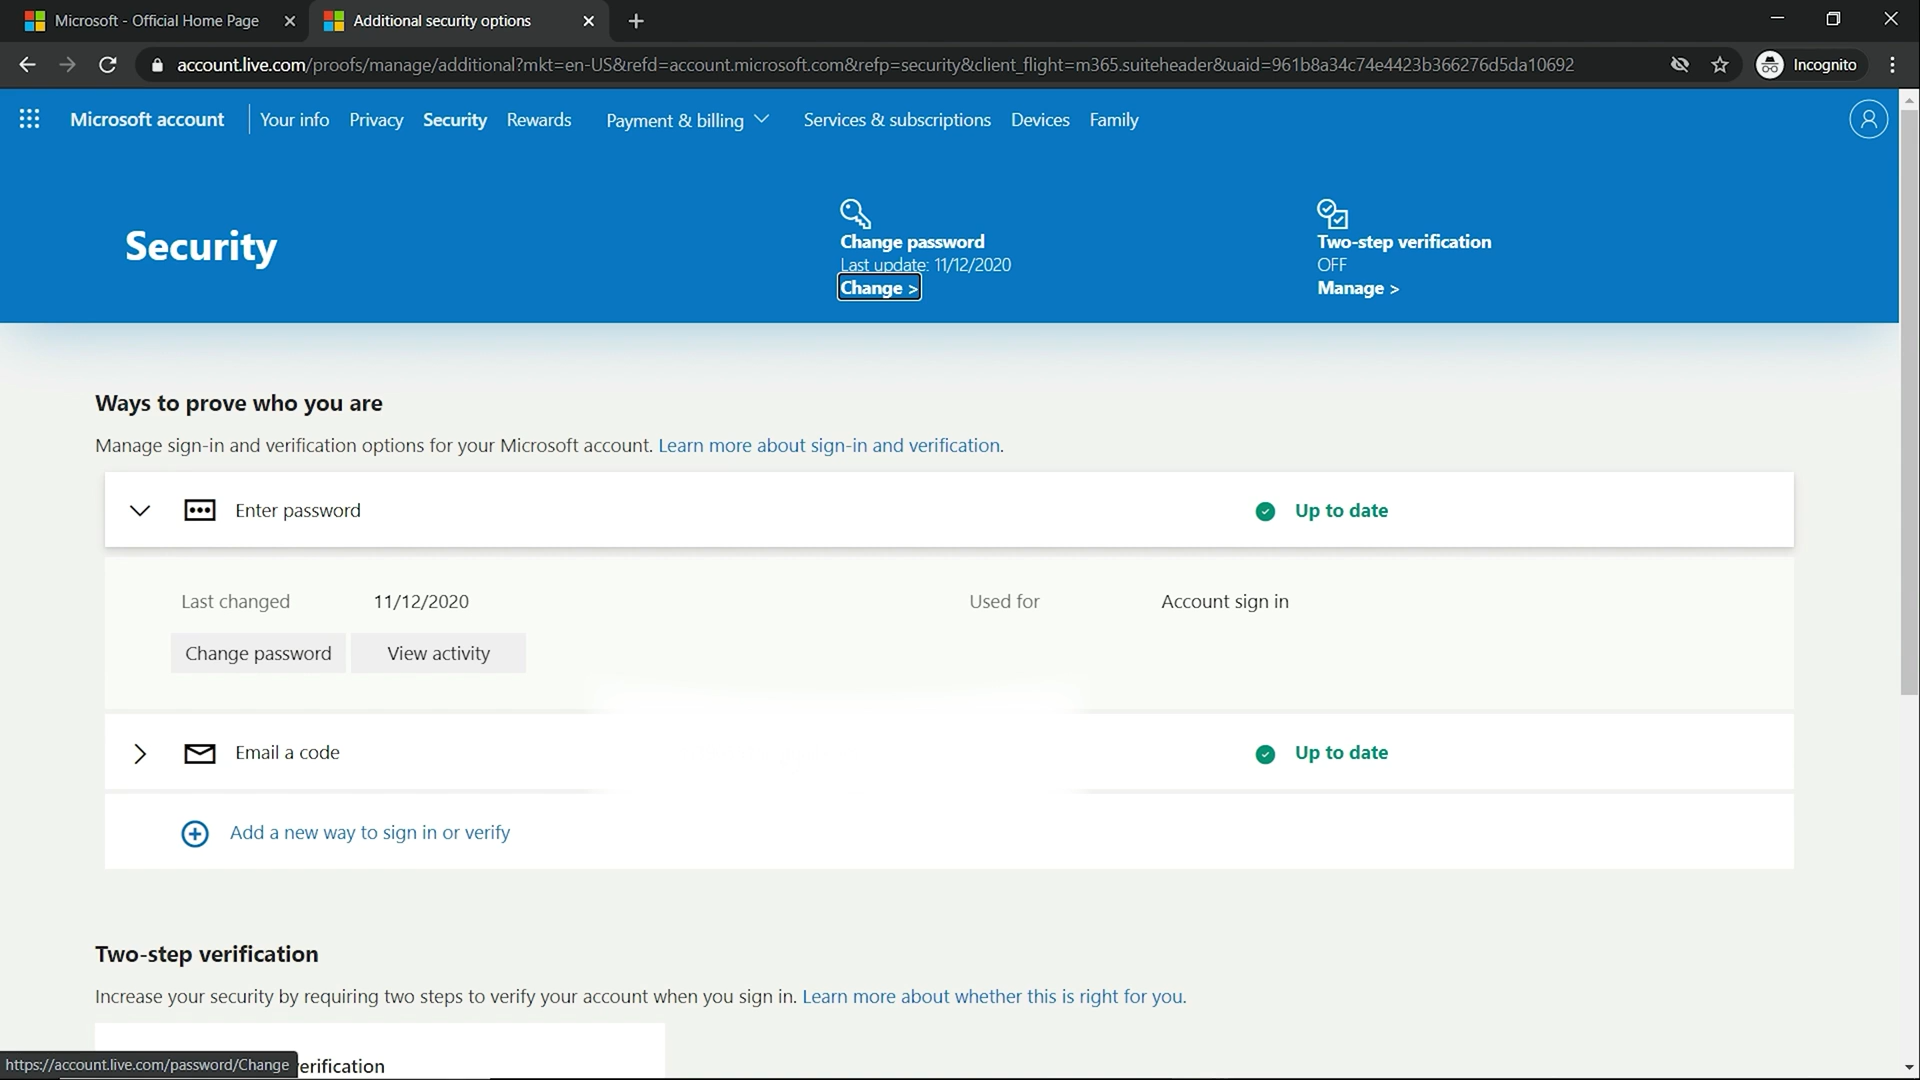 Microsoft - Official Home Page
Additional security options
account.live.com/proofs/manage/additional?mkt=en-US&refd=account.microsoft.com&refp=security&client_flight=m365.suiteheader&uaid=961b8a34c74e4423b366276d5da10692
Incognito
Microsoft account
Your info
Privacy
Security
Rewards
Payment & billing
Services & subscriptions
Devices
Family
Security
Change password
Last update: 11/12/2020
Change >
Two-step verification
OFF
Manage >
Ways to prove who you are
Manage sign-in and verification options for your Microsoft account. Learn more about sign-in and verification.
Enter password
Up to date
Last changed
11/12/2020
Used for
Account sign in
Change password
View activity
Email a code
Up to date
Add a new way to sign in or verify
Two-step verification
Increase your security by requiring two steps to verify your account when you sign in. Learn more about whether this is right for you.
https://account.live.com/password/Change
erification